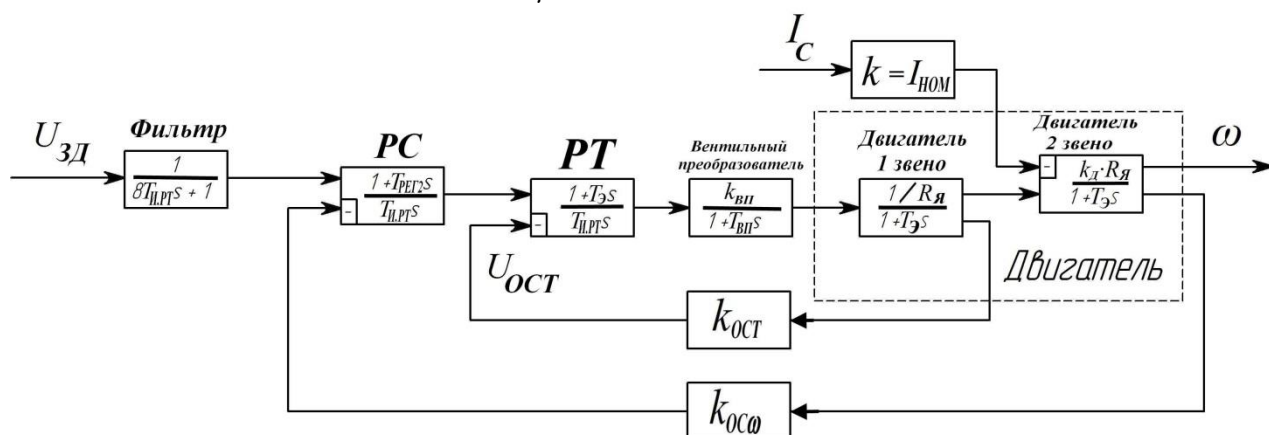 I_C
k = I_НОМ
U_ЗД
Фильтр
1
8T_И.РТ s + 1
РС
1 + T_РЕГ2 s
T_И.РТ s
РТ
1 + T_Э s
T_И.РТ s
Вентильный
преобразователь
k_ВП
1 + T_ВП s
Двигатель
1 звено
1 / R_Я
1 + T_Э s
Двигатель
2 звено
k_Д · R_Я
1 + T_Э s
ω
-
-
-
U_ОСТ
Двигатель
k_ОСТ
k_ОСω